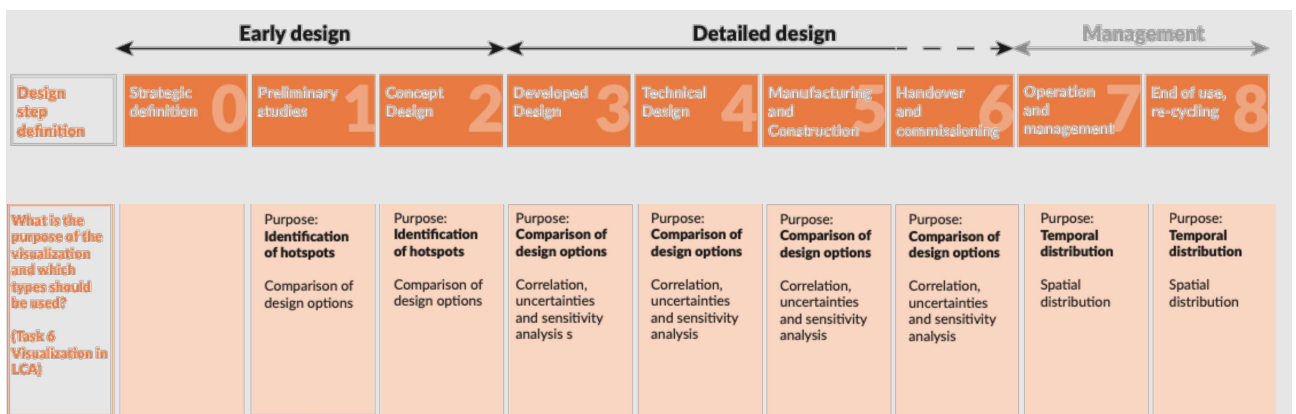 Early design
Detailed design
Management
Design
step
definition
Strategic
definition
0
Preliminary
studies
1
Concept
Design
2
Developed
Design
3
Technical
Design
4
Manufacturing
and
Construction
5
Handover
and
commissioning
6
Operation
and
management
7
End of use,
re-cycling
8
What is the
purpose of the
visualization
and which
types should
be used?
(Task 6
Visualization in
LCA)
Purpose:
Identification
of hotspots
Comparison of
design options
Purpose:
Identification
of hotspots
Comparison of
design options
Purpose:
Comparison of
design options
Correlation,
uncertainties
and sensitivity
analysis s
Purpose:
Comparison of
design options
Correlation,
uncertainties
and sensitivity
analysis
Purpose:
Comparison of
design options
Correlation,
uncertainties
and sensitivity
analysis
Purpose:
Comparison of
design options
Correlation,
uncertainties
and sensitivity
analysis
Purpose:
Temporal
distribution
Spatial
distribution
Purpose:
Temporal
distribution
Spatial
distribution